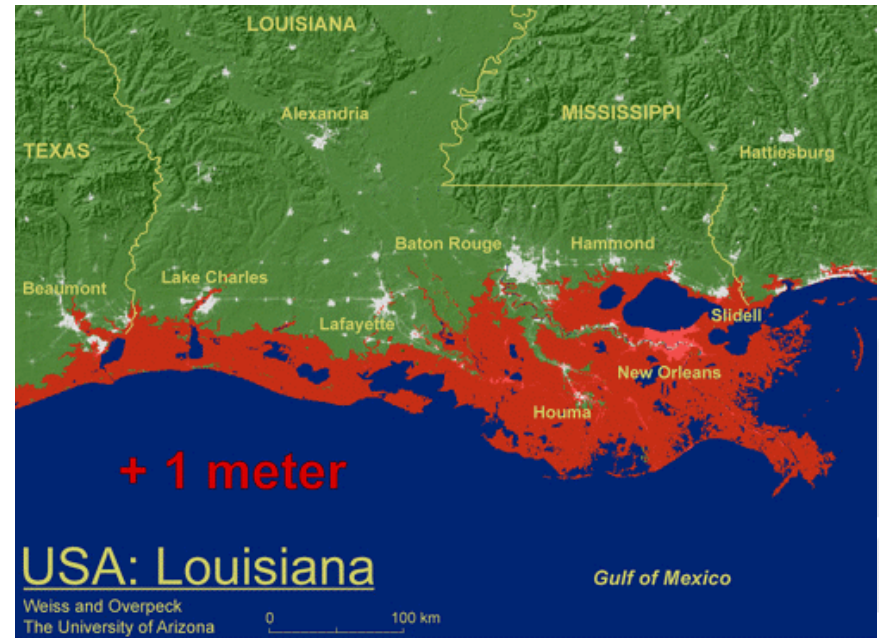 LOUISIANA
Alexandria
MISSISSIPPI
TEXAS
Hattiesburg
Baton Rouge
Hammond
Lake Charles
Beaumont
Lafayette
Slidell
New Orleans
Houma
+ 1 meter
USA: Louisiana
Gulf of Mexico
Weiss and Overpeck
The University of Arizona
0 100 km